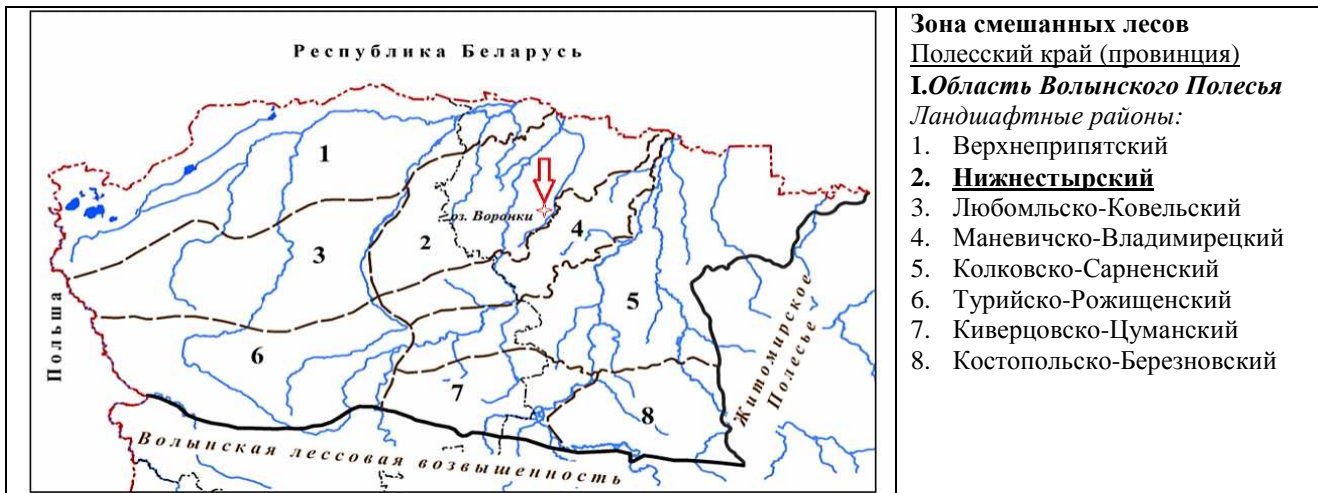 Республика Беларусь
1
оз. Воронки
2
4
3
Польша
5
6
7
8
Житомирское
Полесье
Волынская лессовая возвышенность
Зона смешанных лесов
Полесский край (провинция)
I.Область Волынского Полесья
Ландшафтные районы:
1. Верхнеприпятский
2. Нижнестырский
3. Любомльско-Ковельский
4. Маневичско-Владимирецкий
5. Колковско-Сарненский
6. Турийско-Рожищенский
7. Киверцовско-Цуманский
8. Костопольско-Березновский